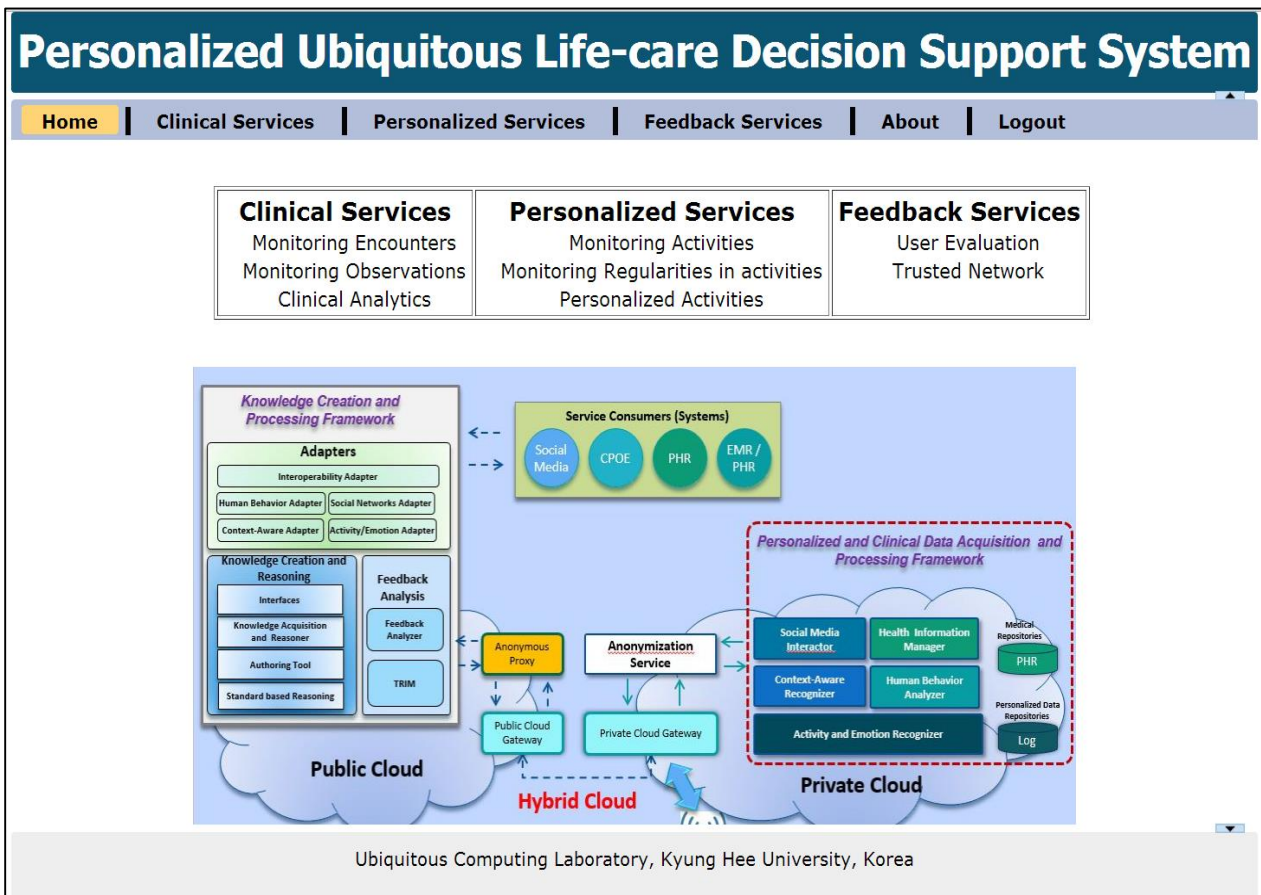 Personalized Ubiquitous Life-care Decision Support System
Home
Clinical Services
Personalized Services
Feedback Services
About
Logout
Clinical Services
Monitoring Encounters
Monitoring Observations
Clinical Analytics
Personalized Services
Monitoring Activities
Monitoring Regularities in activities
Personalized Activities
Feedback Services
User Evaluation
Trusted Network
Knowledge Creation and
Processing Framework
Adapters
Interoperability Adapter
Human Behavior Adapter
Social Networks Adapter
Context-Aware Adapter
Activity/Emotion Adapter
Knowledge Creation and
Reasoning
Interfaces
Knowledge Acquisition
and Reasoner
Authoring Tool
Standard based Reasoning
Feedback
Analysis
Feedback
Analyzer
TRIM
Service Consumers (Systems)
Social
Media
CPOE
PHR
EMR /
PHR
Anonymous
Proxy
Public Cloud
Gateway
Public Cloud
Anonymization
Service
Private Cloud Gateway
Hybrid Cloud
Personalized and Clinical Data Acquisition and
Processing Framework
Social Media
Interactor
Health Information
Manager
Context-Aware
Recognizer
Human Behavior
Analyzer
Activity and Emotion Recognizer
Medical
Repositories
PHR
Personalized Data
Repositories
Log
Private Cloud
Ubiquitous Computing Laboratory, Kyung Hee University, Korea